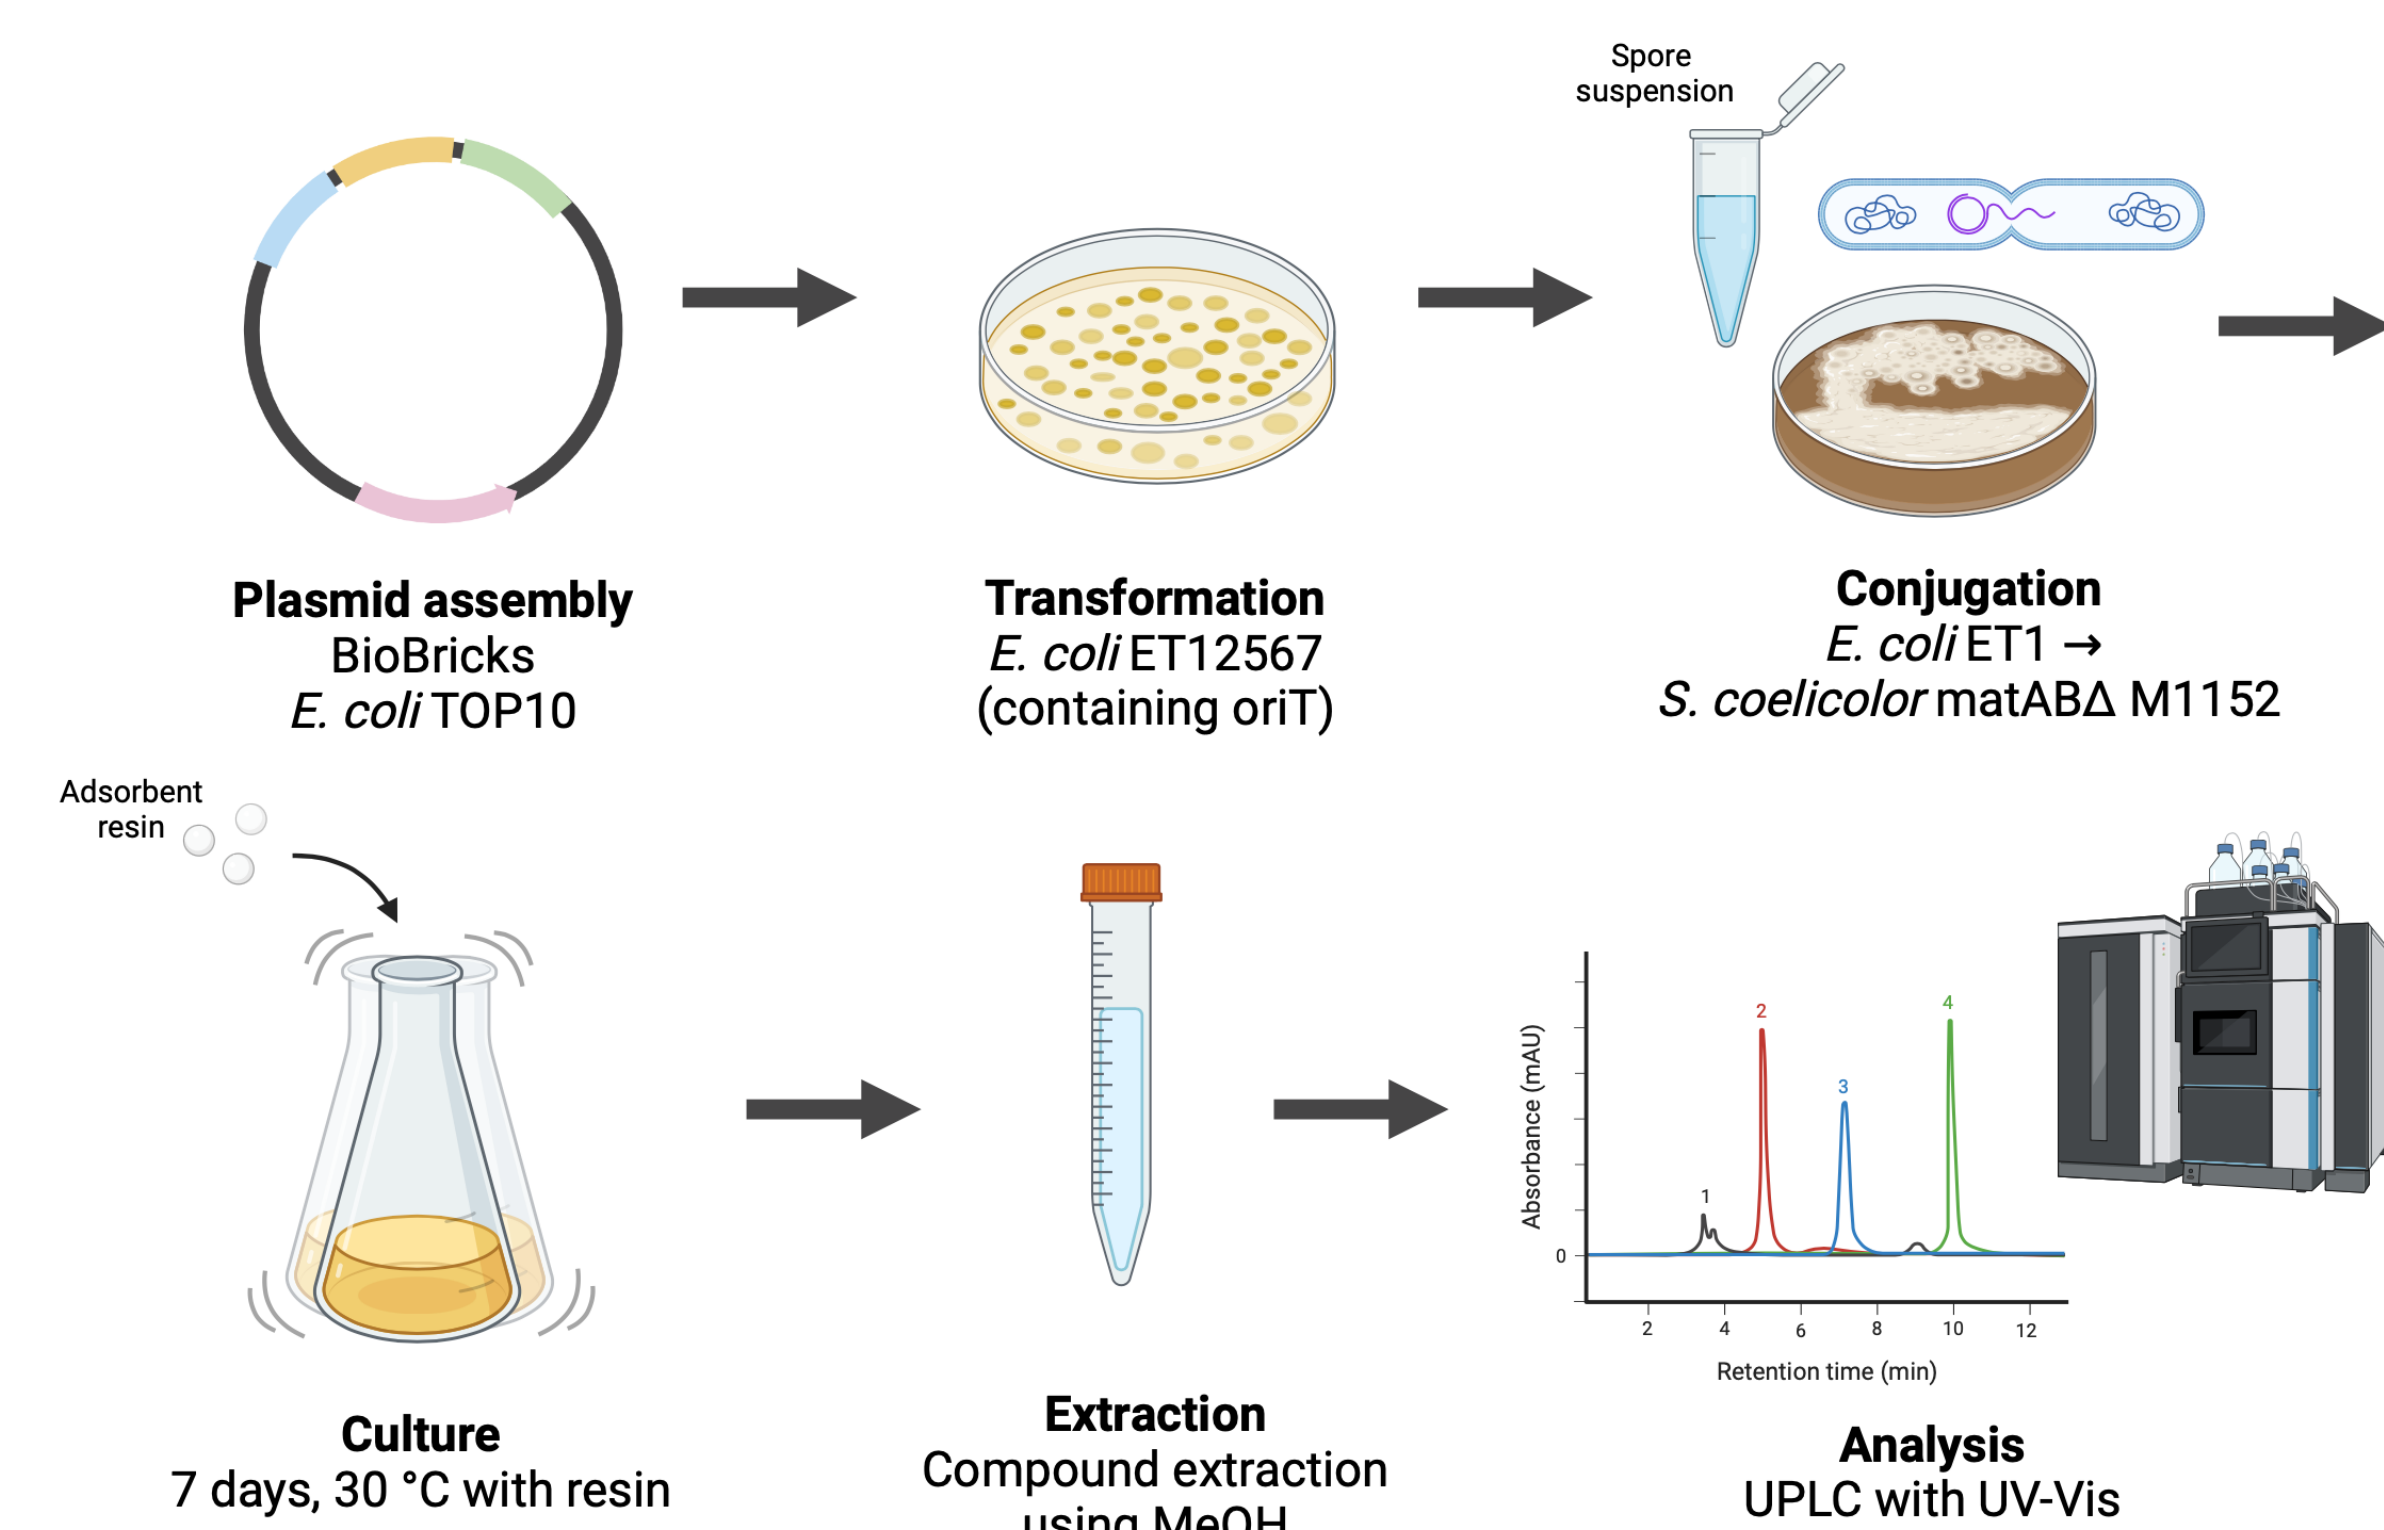 Spore
suspension
Plasmid assembly
BioBricks
E. coli TOP10
Transformation
E. coli ET12567
(containing oriT)
Conjugation
E. coli ET1 →
S. coelicolor matABΔ M1152
Adsorbent
resin
Culture
7 days, 30 °C with resin
Extraction
Compound extraction
using MeOH
Absorbance (mAU)
1
2
3
4
0
2 4 6 8 10 12
Retention time (min)
Analysis
UPLC with UV-Vis